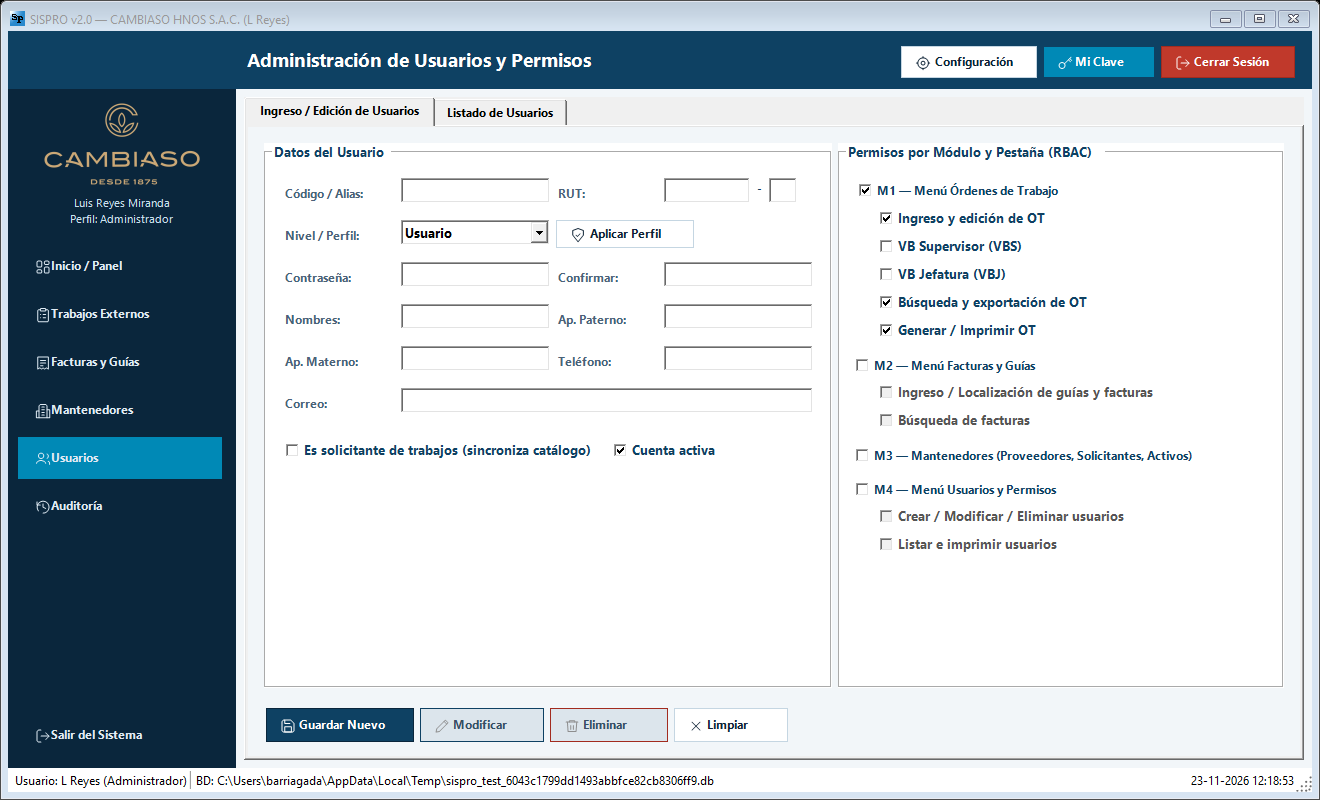 Sp SISPRO v2.0 — CAMBIASO HNOS S.A.C. (L Reyes)
Administración de Usuarios y Permisos
Configuración
Mi Clave
Cerrar Sesión
CAMBIASO
DESDE 1875
Luis Reyes Miranda
Perfil: Administrador
Inicio / Panel
Trabajos Externos
Facturas y Guías
Mantenedores
Usuarios
Auditoría
Salir del Sistema
Ingreso / Edición de Usuarios
Listado de Usuarios
Datos del Usuario
Código / Alias:
RUT:
-
Nivel / Perfil:
Usuario
Aplicar Perfil
Contraseña:
Confirmar:
Nombres:
Ap. Paterno:
Ap. Materno:
Teléfono:
Correo:
Es solicitante de trabajos (sincroniza catálogo)
Cuenta activa
Permisos por Módulo y Pestaña (RBAC)
M1 — Menú Órdenes de Trabajo
Ingreso y edición de OT
VB Supervisor (VBS)
VB Jefatura (VBJ)
Búsqueda y exportación de OT
Generar / Imprimir OT
M2 — Menú Facturas y Guías
Ingreso / Localización de guías y facturas
Búsqueda de facturas
M3 — Mantenedores (Proveedores, Solicitantes, Activos)
M4 — Menú Usuarios y Permisos
Crear / Modificar / Eliminar usuarios
Listar e imprimir usuarios
Guardar Nuevo
Modificar
Eliminar
Limpiar
Usuario: L Reyes (Administrador)
BD: C:\Users\barriagada\AppData\Local\Temp\sispro_test_6043c1799dd1493abbfce82cb8306ff9.db
23-11-2026 12:18:53